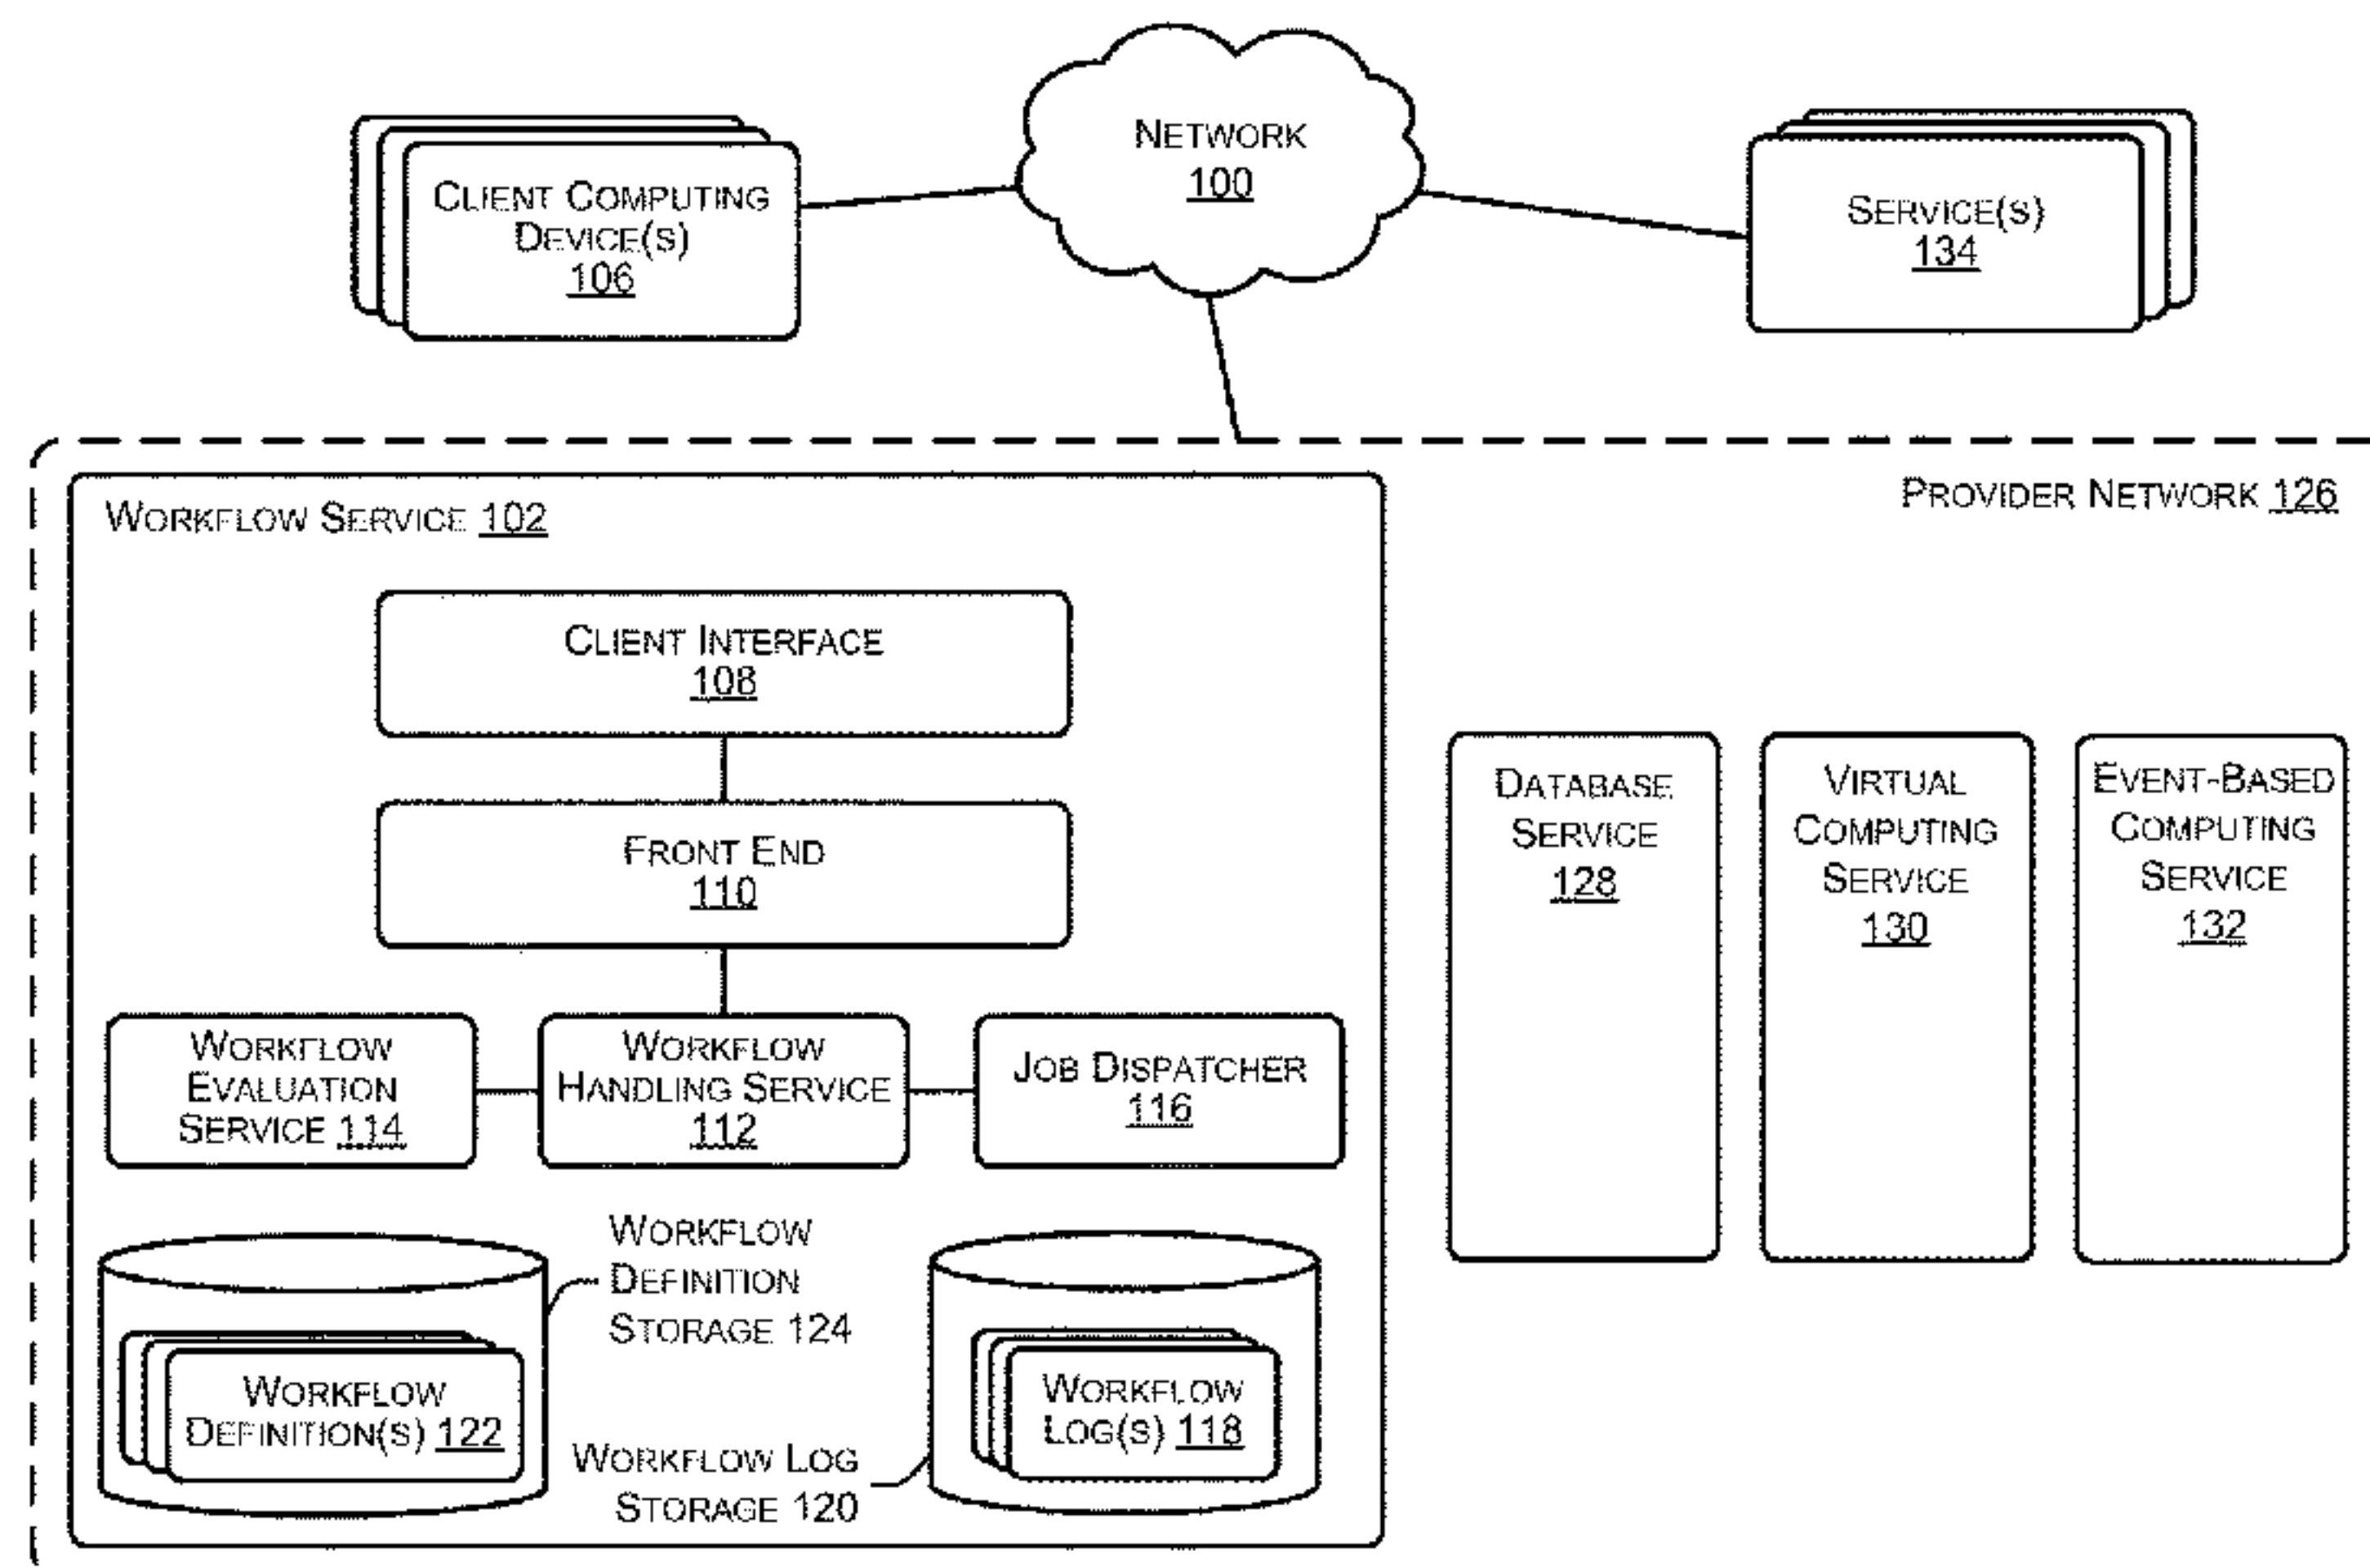 NETWORK
100
CLIENT COMPUTING
DEVICE(S)
106
SERVICE(S)
134
PROVIDER NETWORK 126
WORKFLOW SERVICE 102
CLIENT INTERFACE
108
FRONT END
110
WORKFLOW
EVALUATION
SERVICE 114
WORKFLOW
HANDLING SERVICE
112
JOB DISPATCHER
116
DATABASE
SERVICE
128
VIRTUAL
COMPUTING
SERVICE
130
EVENT-BASED
COMPUTING
SERVICE
132
WORKFLOW
DEFINITION
STORAGE 124
WORKFLOW
DEFINITION(S) 122
WORKFLOW LOG
STORAGE 120
WORKFLOW
LOG(S) 118